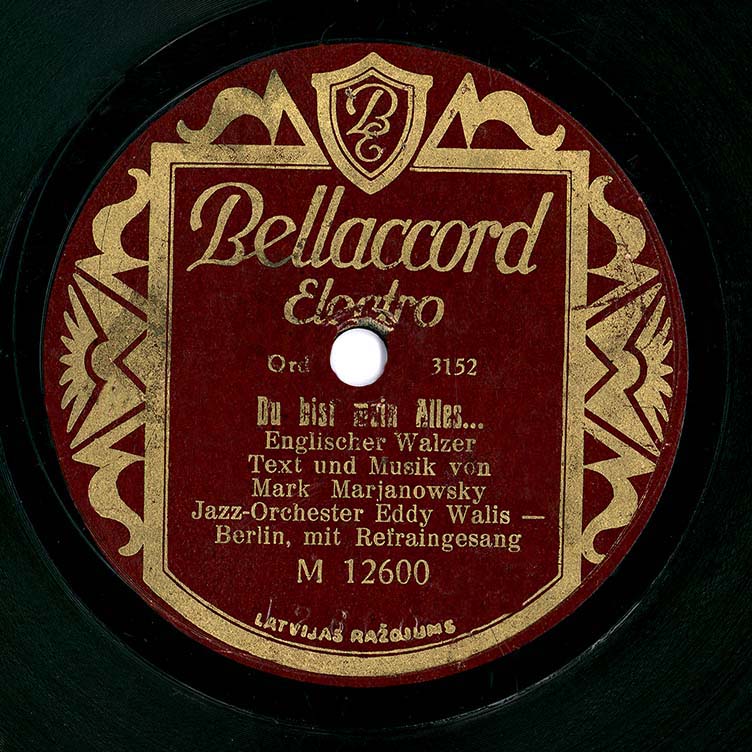 BE
Bellaccord
Electro
Ord 3152
Du bist mein Alles...
Englischer Walzer
Text und Musik von
Mark Marjanowsky
Jazz-Orchester Eddy Walis —
Berlin, mit Refraingesang
M 12600
LATVIJAS RAŽOJUMS